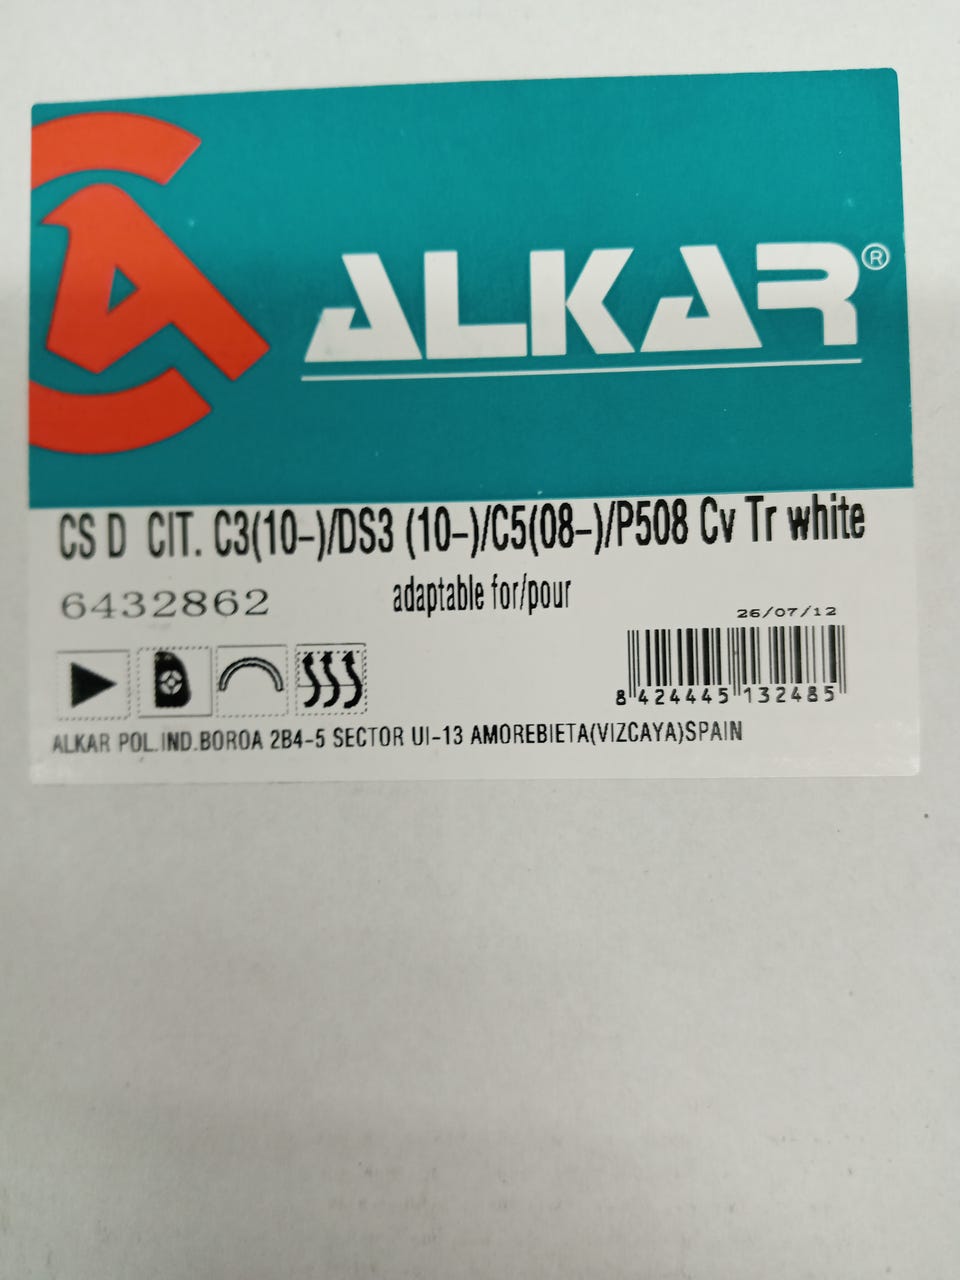 ALKAR®
CS D CIT. C3(10-)/DS3 (10-)/C5(08-)/P508 Cv Tr white
6432862
adaptable for/pour
26/07/12
8 424445 132485
ALKAR POL.IND.BOROA 2B4-5 SECTOR UI-13 AMOREBIETA(VIZCAYA)SPAIN